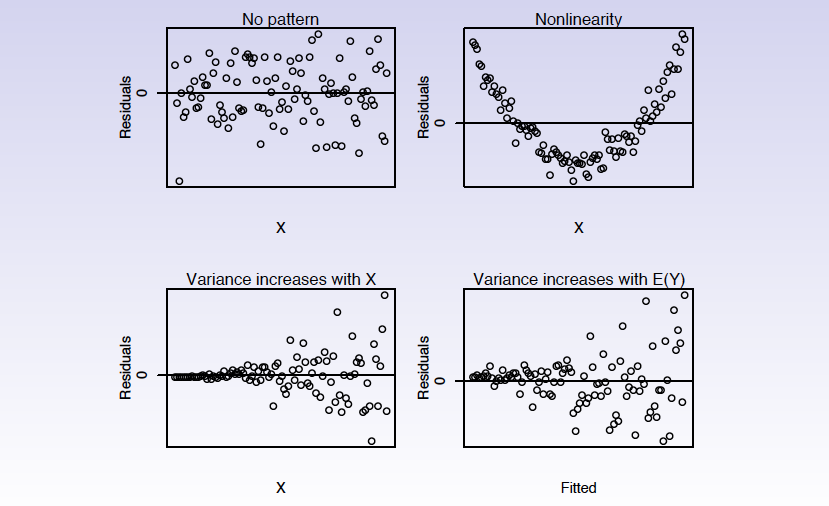 No pattern
Nonlinearity
Residuals
0
X
Residuals
0
X
Variance increases with X
Variance increases with E(Y)
Residuals
0
X
Residuals
0
Fitted